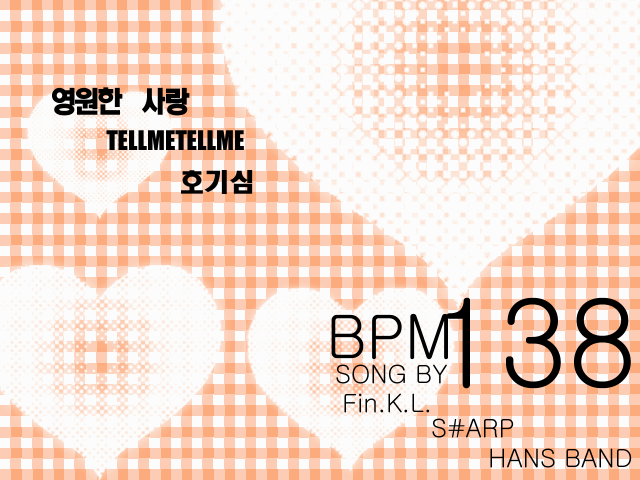 영원한 사랑
TELLMETELLME
호기심
BPM 138
SONG BY
Fin.K.L.
S#ARP
HANS BAND